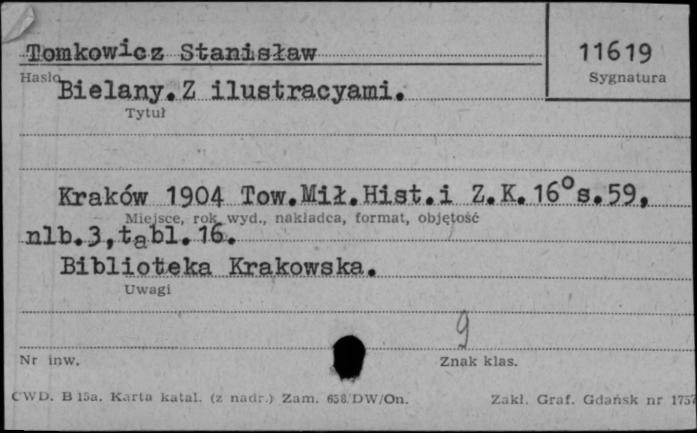 Tomkowicz Stanisław
11619
Hasło
Sygnatura
Bielany.Z ilustracyami.
Tytuł
Kraków 1904 Tow.Mił.Hist.i Z.K.16°s.59,
Miejsce, rok wyd., nakładca, format, objętość
nlb.3,tabl.16.
Biblioteka Krakowska.
Uwagi
9
Nr inw.
Znak klas.
CWD. B 15a. Karta katal. (z nadr.) Zam. 658/DW/On.
Zakł. Graf. Gdańsk nr 1757